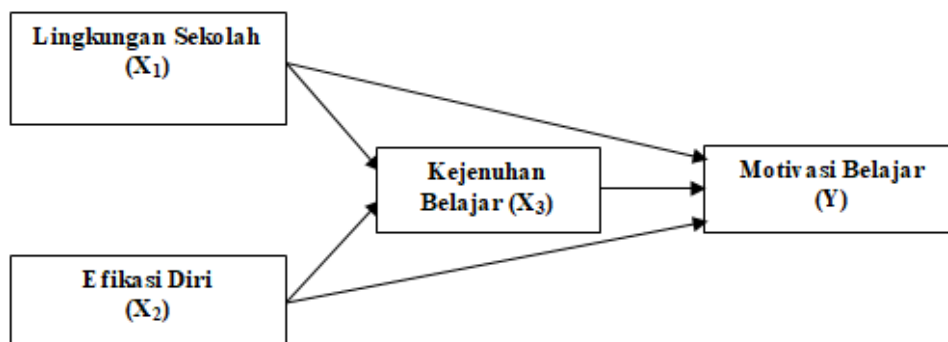 Lingkungan Sekolah
(X₁)
Kejenuhan
Belajar (X₃)
Motivasi Belajar
(Y)
Efikasi Diri
(X₂)